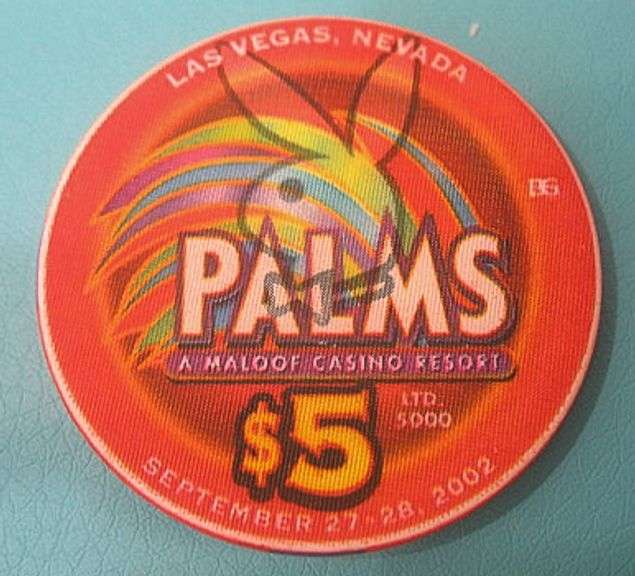 LAS VEGAS, NEVADA
BG
PALMS
A MALOOF CASINO RESORT
$5
LTD.
5000
SEPTEMBER 27-28, 2002